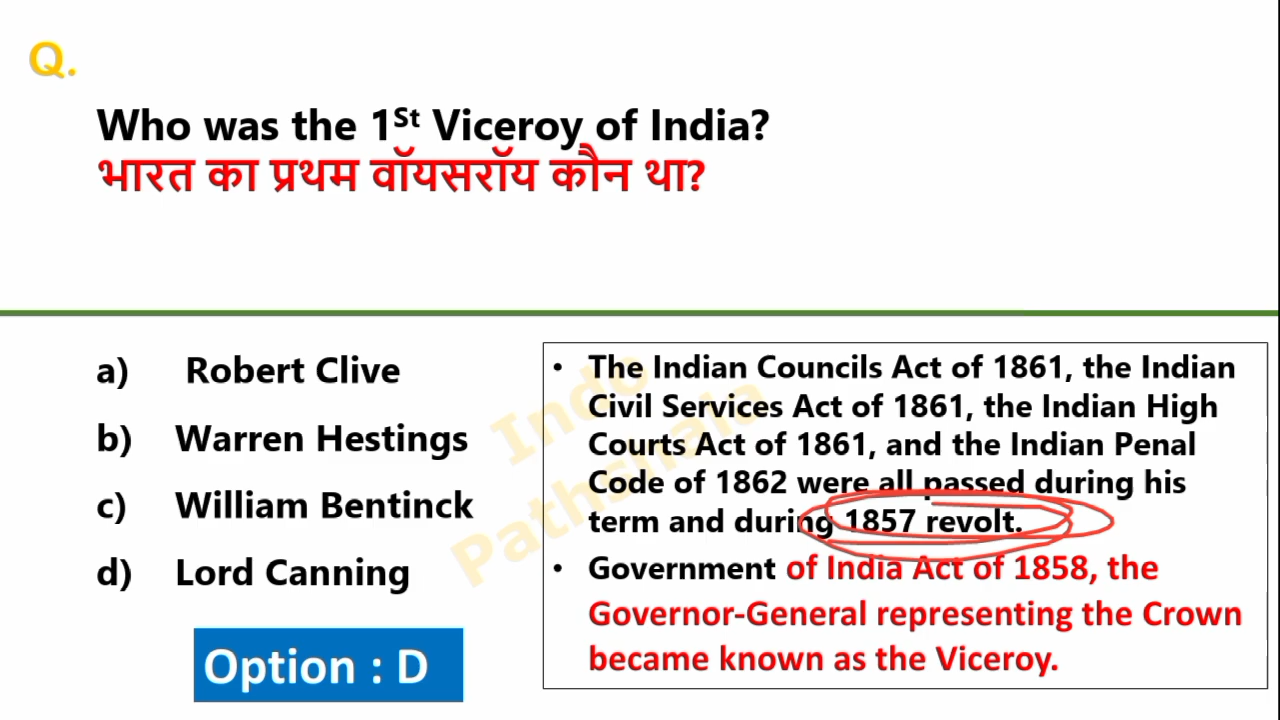 Q.
Who was the 1St Viceroy of India?
भारत का प्रथम वॉयसरॉय कौन था?
a) Robert Clive
b) Warren Hestings
c) William Bentinck
d) Lord Canning
Option : D
• The Indian Councils Act of 1861, the Indian
Civil Services Act of 1861, the Indian High
Courts Act of 1861, and the Indian Penal
Code of 1862 were all passed during his
term and during 1857 revolt.
• Government of India Act of 1858, the
Governor-General representing the Crown
became known as the Viceroy.
Indo
Pathshala